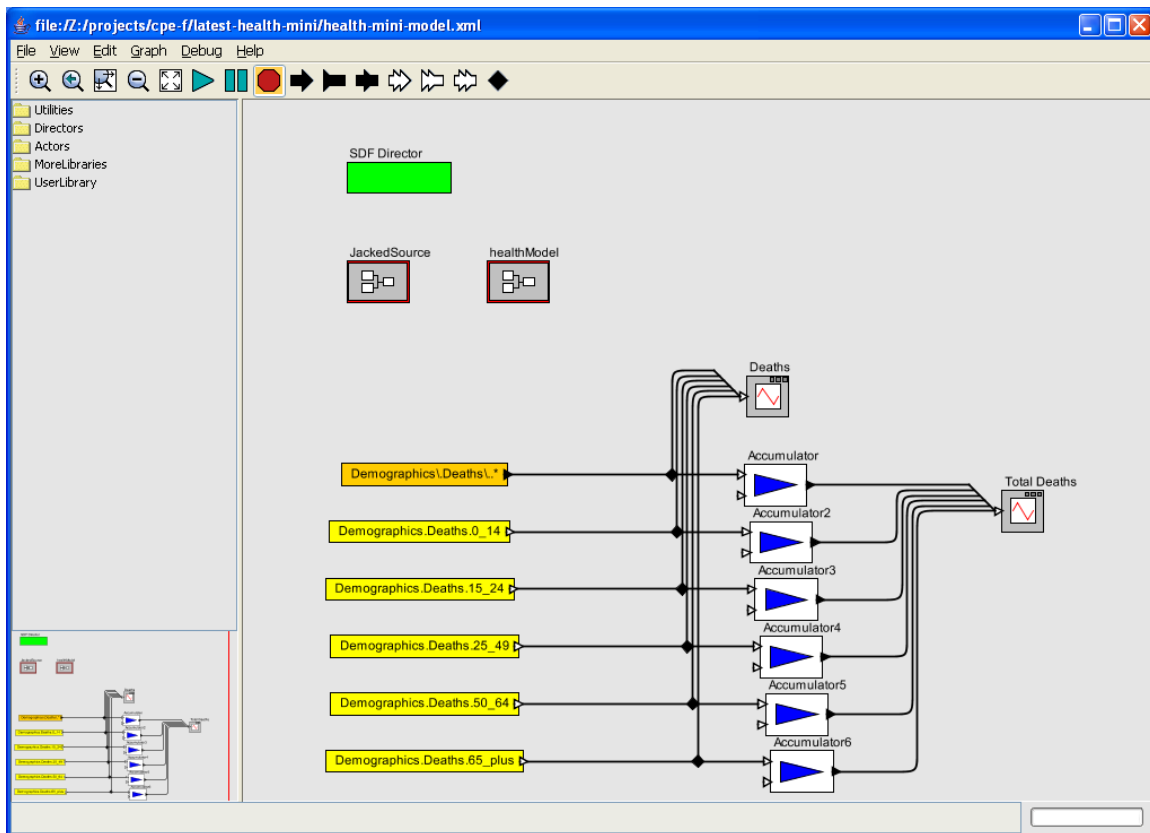 file:/Z:/projects/cpe-f/latest-health-mini/health-mini-model.xml
File View Edit Graph Debug Help
Utilities
Directors
Actors
MoreLibraries
UserLibrary
SDF Director
JackedSource
healthModel
Deaths
Demographics\.Deaths\..*
Accumulator
Total Deaths
Demographics.Deaths.0_14
Accumulator2
Demographics.Deaths.15_24
Accumulator3
Demographics.Deaths.25_49
Accumulator4
Demographics.Deaths.50_64
Accumulator5
Demographics.Deaths.65_plus
Accumulator6